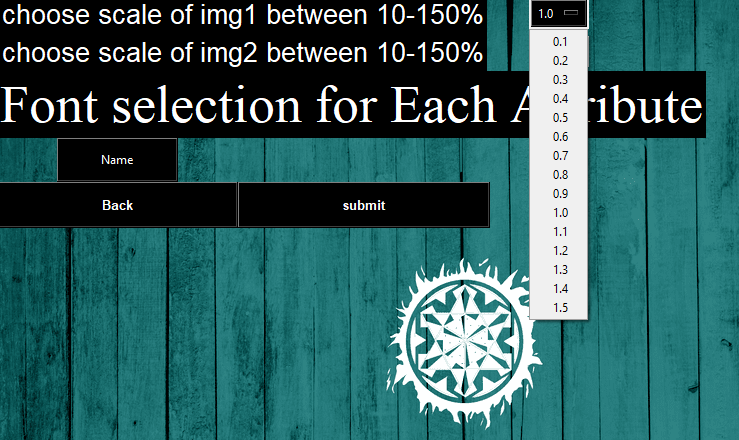 choose scale of img1 between 10-150%
1.0
choose scale of img2 between 10-150%
Font selection for Each A ribute
Name
Back
submit
0.1
0.2
0.3
0.4
0.5
0.6
0.7
0.8
0.9
1.0
1.1
1.2
1.3
1.4
1.5